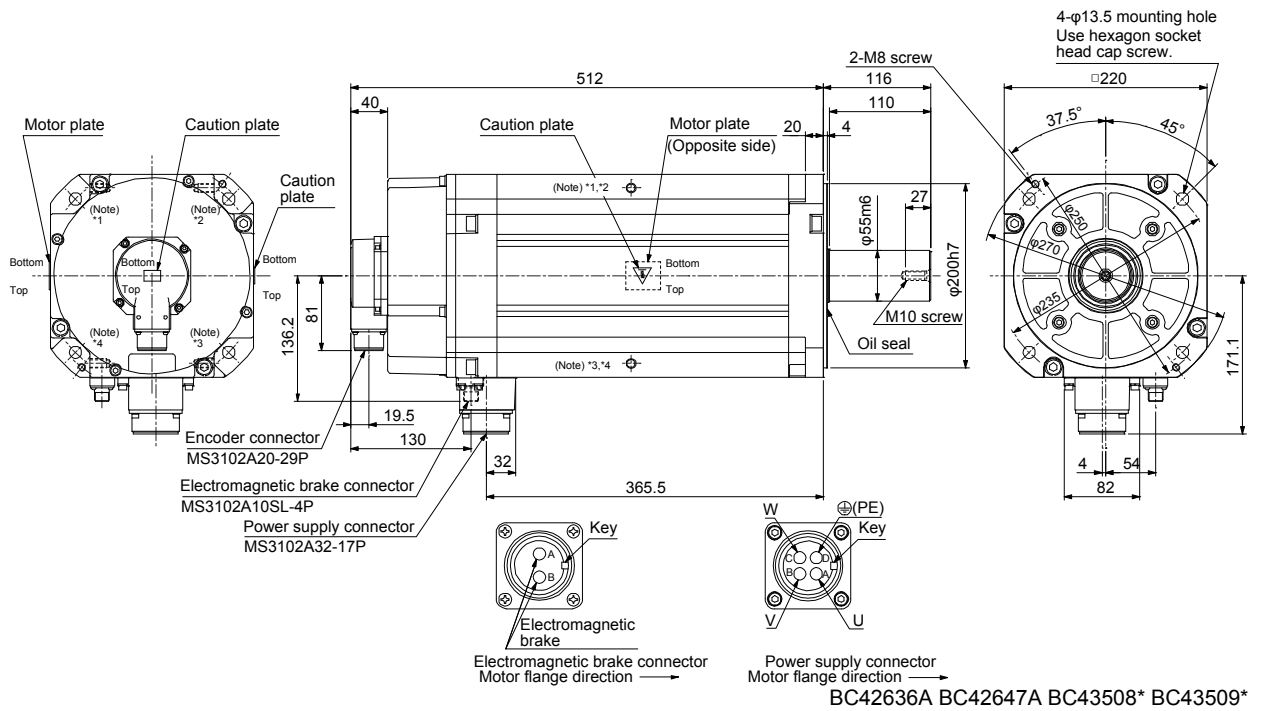 4-φ13.5 mounting hole
Use hexagon socket
head cap screw.
2-M8 screw
512
116
□220
40
110
Motor plate
Caution plate
Caution plate
Motor plate
(Opposite side)
20
4
37.5°
45°
Caution
plate
(Note)
*1
(Note)
*2
(Note) *1,*2
27
φ55m6
φ200h7
φ250
φ270
φ235
Bottom
Top
Bottom
Top
Bottom
Top
Bottom
Top
136.2
81
M10 screw
Oil seal
171.1
(Note)
*4
(Note)
*3
(Note) *3,*4
19.5
130
Encoder connector
MS3102A20-29P
32
4
54
82
Electromagnetic brake connector
MS3102A10SL-4P
365.5
Power supply connector
MS3102A32-17P
Key
W
(PE)
Key
A
B
C
D
B
A
V
U
Electromagnetic
brake
Electromagnetic brake connector
Motor flange direction
Power supply connector
Motor flange direction
BC42636A BC42647A BC43508* BC43509*